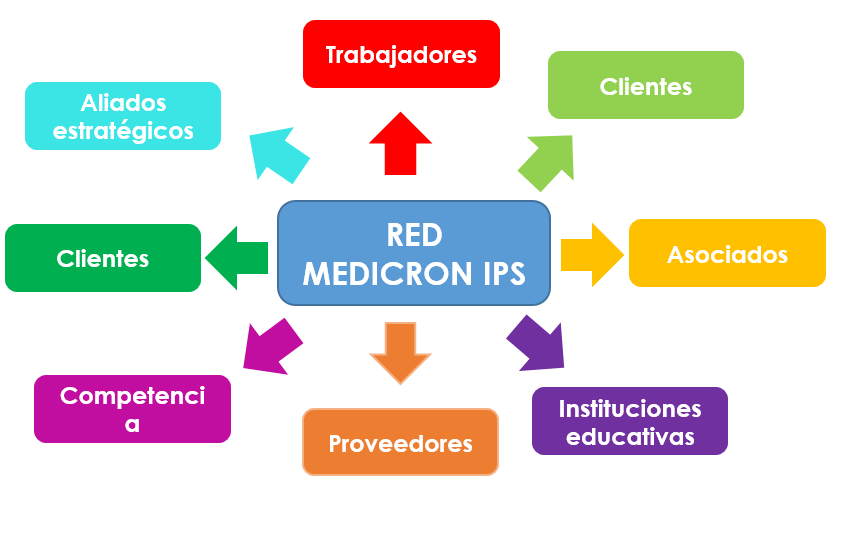 Trabajadores
Clientes
Aliados
estratégicos
RED
MEDICRON IPS
Clientes
Asociados
Competenci
a
Instituciones
educativas
Proveedores